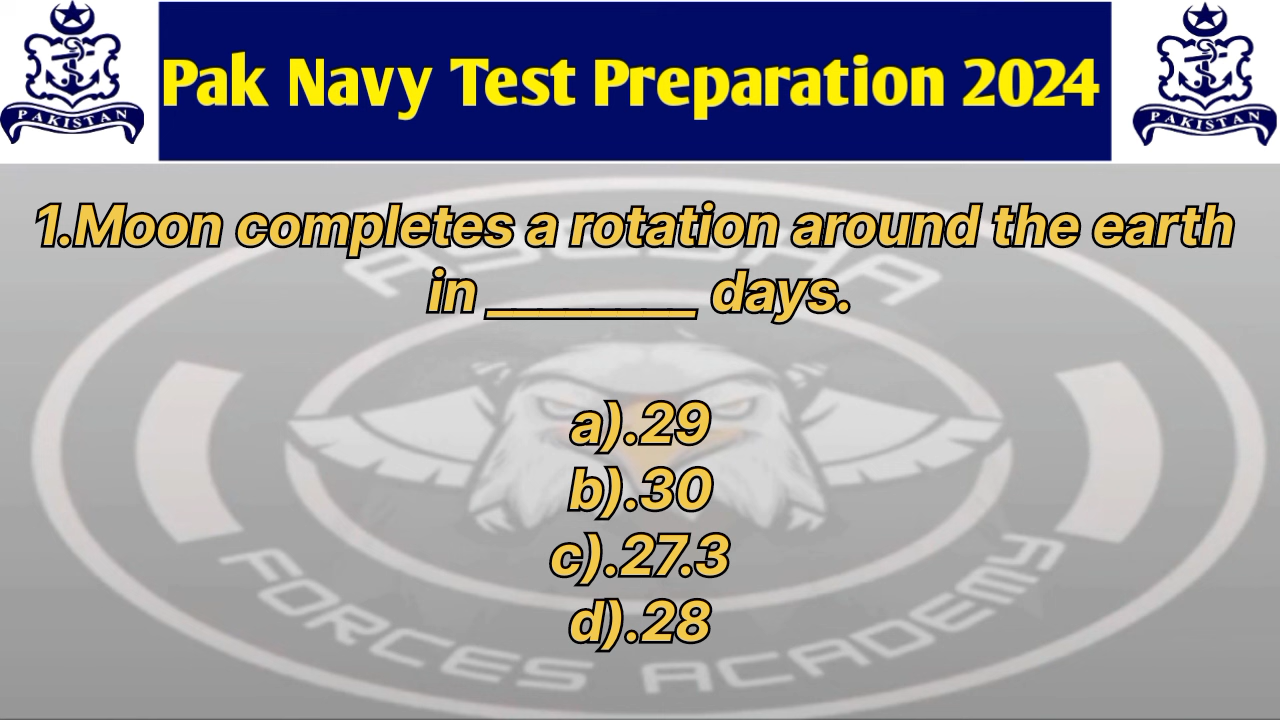 PAKISTAN
Pak Navy Test Preparation 2024
PAKISTAN
1.Moon completes a rotation around the earth
in ________ days.
a).29
b).30
c).27.3
d).28
FORCES ACADEMY